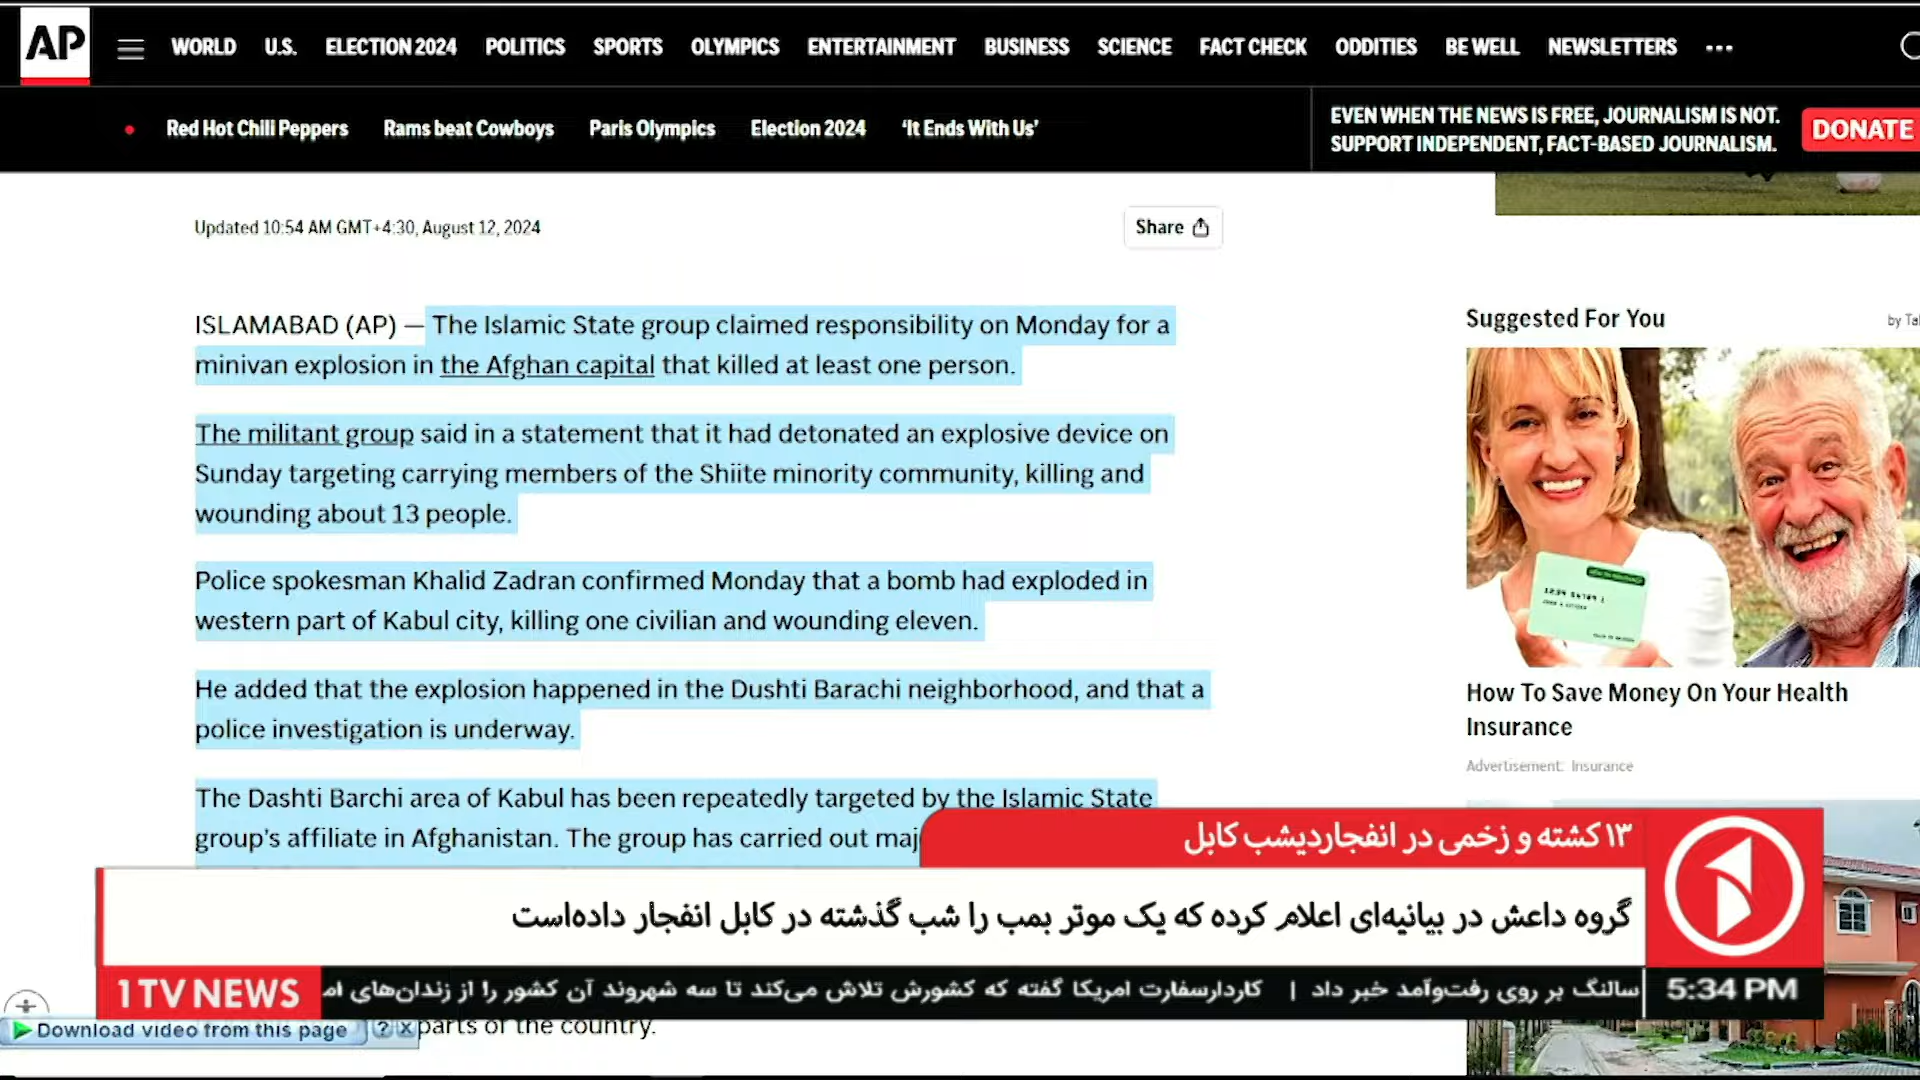 AP
WORLD U.S. ELECTION 2024 POLITICS SPORTS OLYMPICS ENTERTAINMENT BUSINESS SCIENCE FACT CHECK ODDITIES BE WELL NEWSLETTERS
Red Hot Chili Peppers Rams beat Cowboys Paris Olympics Election 2024 ‘It Ends With Us’
EVEN WHEN THE NEWS IS FREE, JOURNALISM IS NOT.
SUPPORT INDEPENDENT, FACT-BASED JOURNALISM.
DONATE
Updated 10:54 AM GMT+4:30, August 12, 2024
Share
ISLAMABAD (AP) — The Islamic State group claimed responsibility on Monday for a
minivan explosion in the Afghan capital that killed at least one person.
The militant group said in a statement that it had detonated an explosive device on
Sunday targeting carrying members of the Shiite minority community, killing and
wounding about 13 people.
Police spokesman Khalid Zadran confirmed Monday that a bomb had exploded in
western part of Kabul city, killing one civilian and wounding eleven.
He added that the explosion happened in the Dushti Barachi neighborhood, and that a
police investigation is underway.
The Dashti Barchi area of Kabul has been repeatedly targeted by the Islamic State
group’s affiliate in Afghanistan. The group has carried out maj
parts of the country.
Suggested For You
by Ta
How To Save Money On Your Health
Insurance
Advertisement: Insurance
۱۳ کشته و زخمی در انفجاردیشب کابل
گروه داعش در بیانیه‌ای اعلام کرده که یک موتر بمب را شب گذشته در کابل انفجار داده‌است
1TV NEWS
سالنگ بر روی رفت‌وآمد خبر داد | کاردارسفارت امریکا گفته که کشورش تلاش می‌کند تا سه شهروند آن کشور را از زندان‌های ام
5:34 PM
Download video from this page ? x